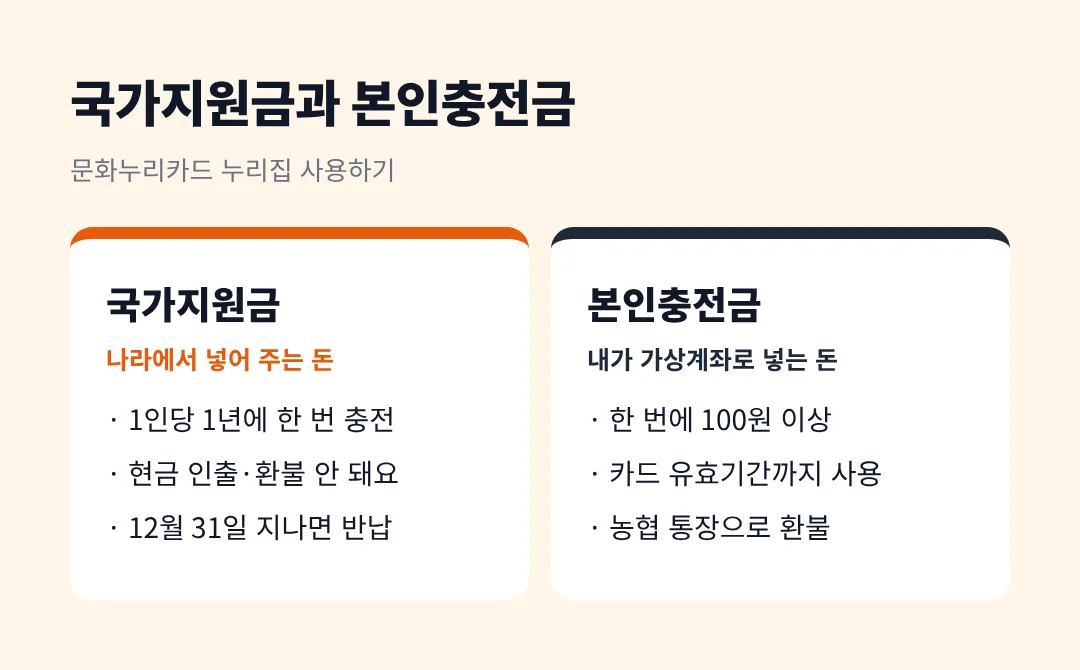 국가지원금과 본인충전금
문화누리카드 누리집 사용하기
국가지원금
나라에서 넣어 주는 돈
· 1인당 1년에 한 번 충전
· 현금 인출·환불 안 돼요
· 12월 31일 지나면 반납
본인충전금
내가 가상계좌로 넣는 돈
· 한 번에 100원 이상
· 카드 유효기간까지 사용
· 농협 통장으로 환불